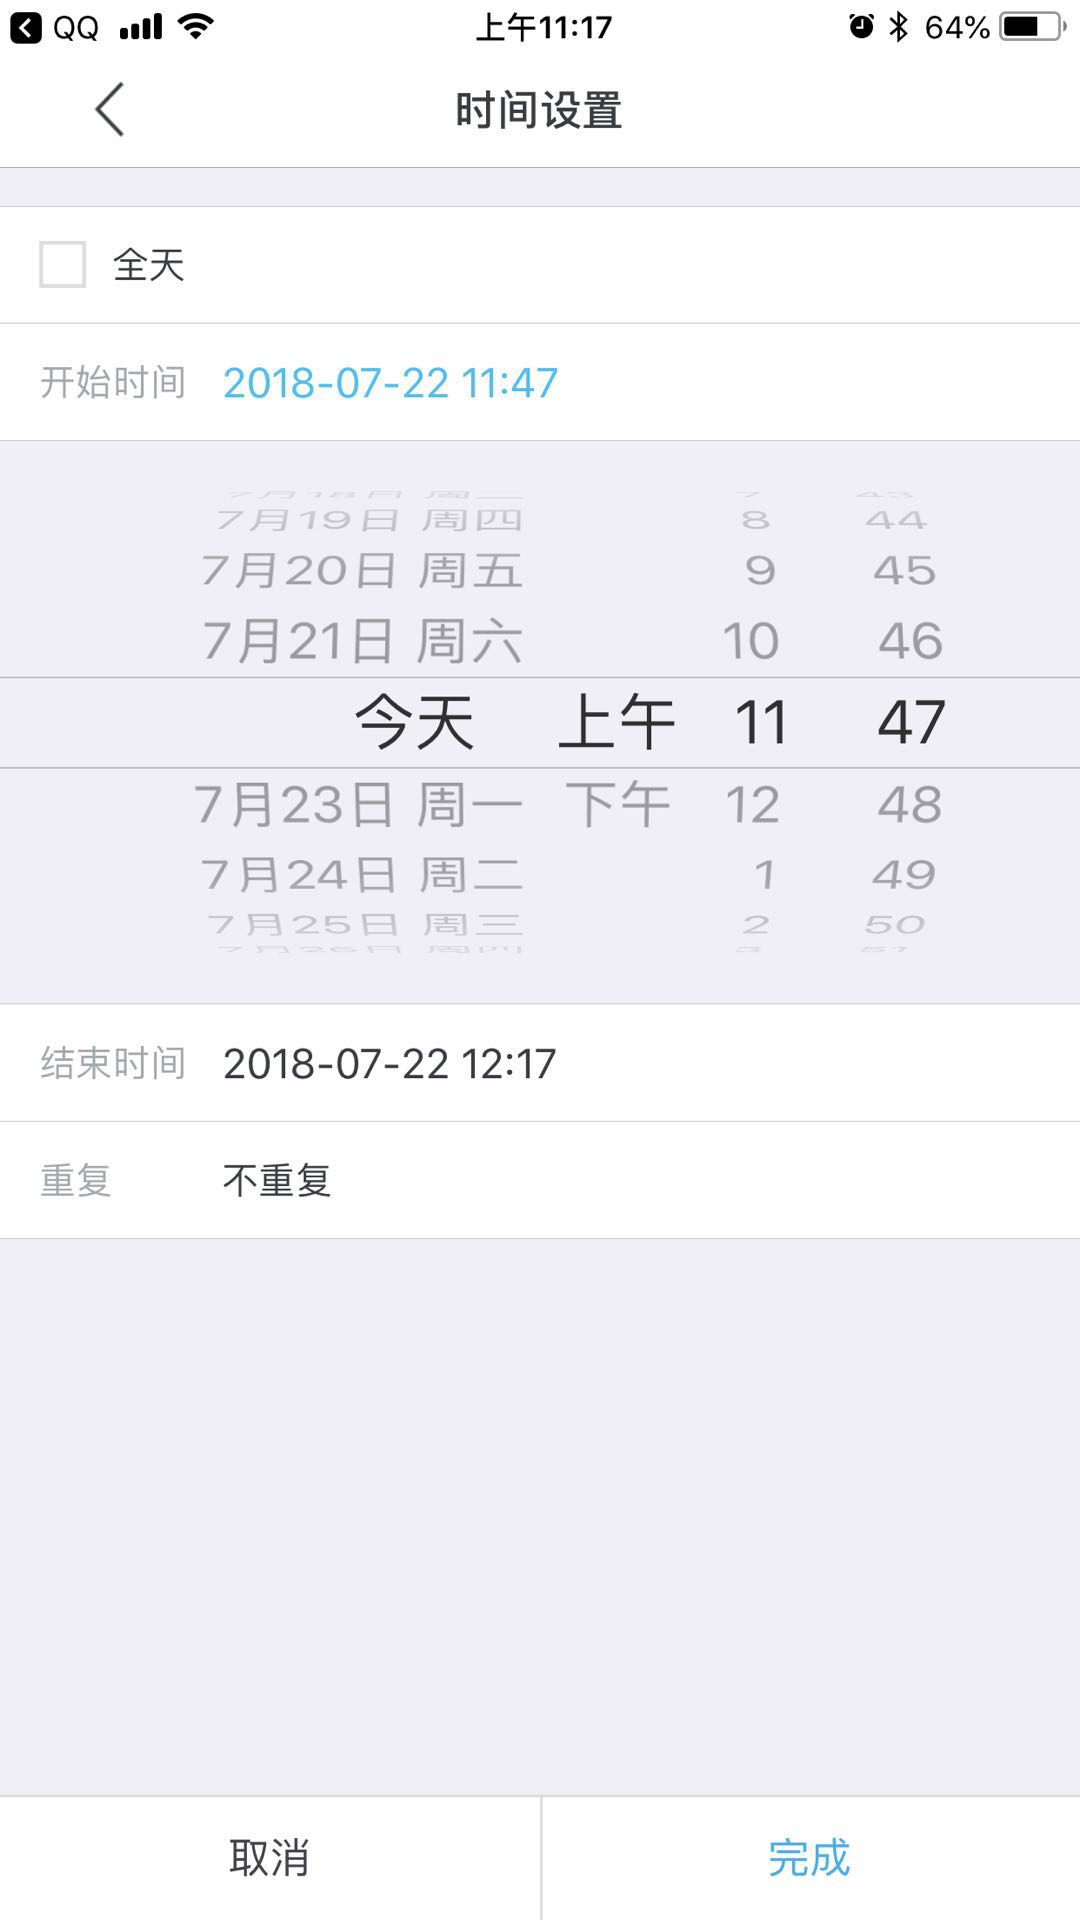 QQ 上午11:17 64%
时间设置
全天
开始时间 2018-07-22 11:47
7月19日 周四 8 44
7月20日 周五 9 45
7月21日 周六 10 46
今天 上午 11 47
7月23日 周一 下午 12 48
7月24日 周二 1 49
7月25日 周三 2 50
结束时间 2018-07-22 12:17
重复 不重复
取消 完成